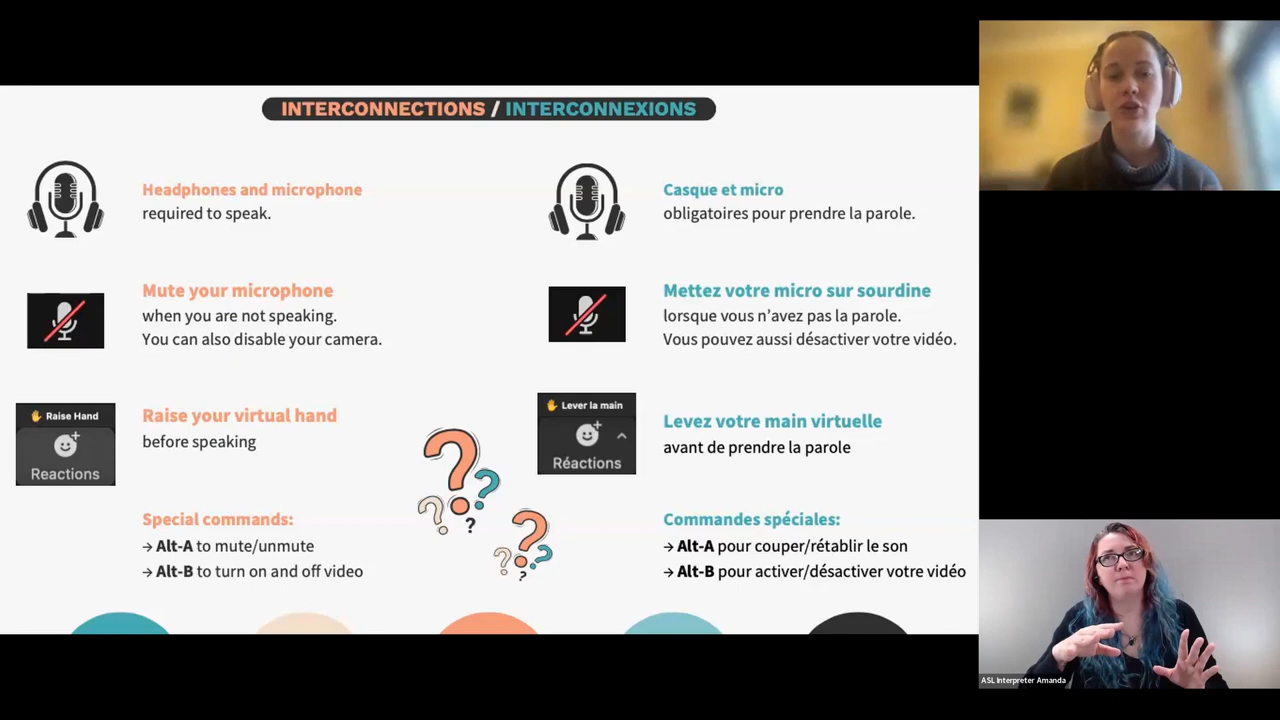 INTERCONNECTIONS / INTERCONNEXIONS
Headphones and microphone
required to speak.
Mute your microphone
when you are not speaking.
You can also disable your camera.
✋ Raise Hand
Reactions
Raise your virtual hand
before speaking
Special commands:
→ Alt-A to mute/unmute
→ Alt-B to turn on and off video
Casque et micro
obligatoires pour prendre la parole.
Mettez votre micro sur sourdine
lorsque vous n’avez pas la parole.
Vous pouvez aussi désactiver votre vidéo.
✋ Lever la main
Réactions
Levez votre main virtuelle
avant de prendre la parole
Commandes spéciales:
→ Alt-A pour couper/rétablir le son
→ Alt-B pour activer/désactiver votre vidéo
ASL Interpreter Amanda